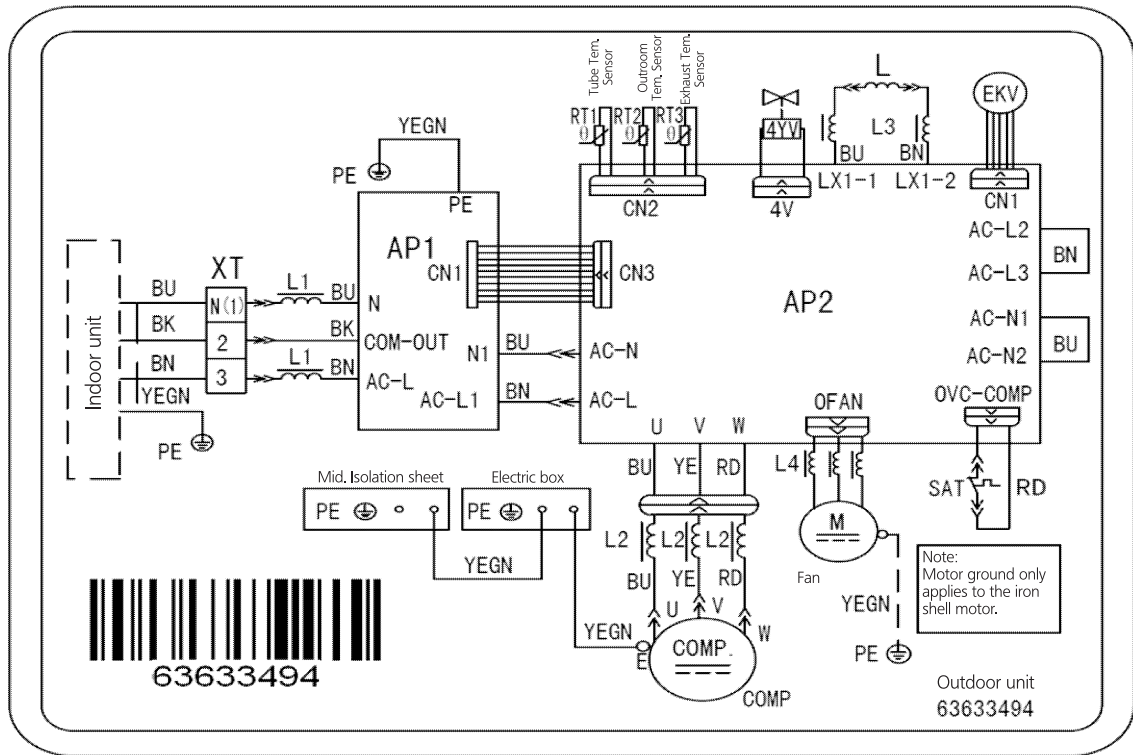 Tube Tem.
Sensor
Outroom
Tem. Sensor
Exhaust Tem.
Sensor
RT1
RT2
RT3
θ
θ
θ
CN2
4YV
4V
L
L3
BU
BN
LX1-1
LX1-2
EKV
CN1
YEGN
PE
PE
AP1
CN1
CN3
AP2
AC-L2
BN
AC-L3
AC-N1
BU
AC-N2
Indoor unit
XT
BU
N(1)
L1
BU
N
BK
2
BK
COM-OUT
BN
3
L1
BN
AC-L
YEGN
PE
N1
BU
AC-N
AC-L1
BN
AC-L
U
V
W
OFAN
OVC-COMP
BU
YE
RD
L4
SAT
RD
Mid. Isolation sheet
PE
Electric box
PE
YEGN
L2
L2
L2
BU
YE
RD
M
Fan
YEGN
PE
Note:
Motor ground only
applies to the iron
shell motor.
U
V
W
YEGN
E
COMP.
COMP
63633494
Outdoor unit
63633494